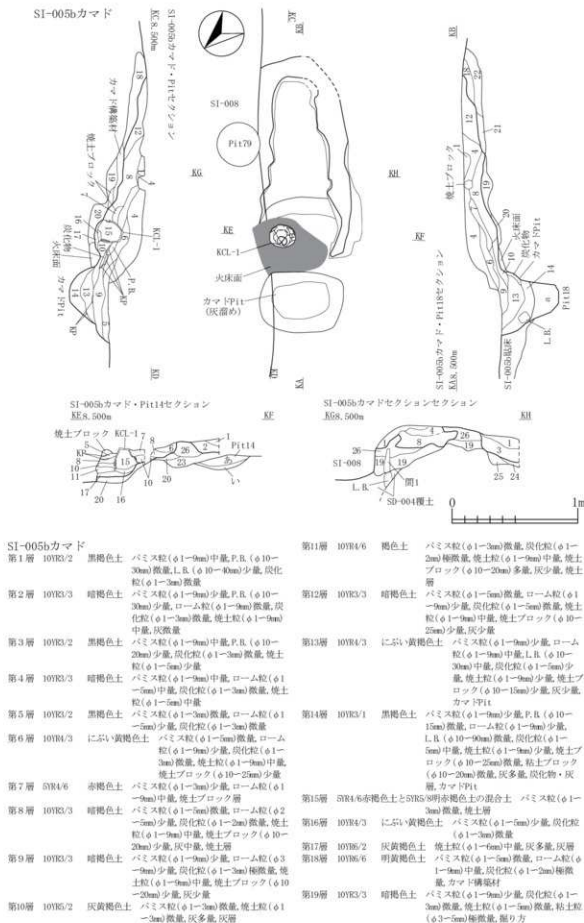 SI-005bカマド
KC8.500m
SI-005bカマド・Pitセクション
カマド構築材
焼土ブロック
炭化物
火床面
カマドPit
KCL-1
P.B.
KP
KD
KC
KB
SI-008
Pit79
KG
KH
KE
KF
KCL-1
火床面
カマドPit
(灰溜め)
KD
KA
KB
焼土ブロック
火床面
炭化物
カマドPit
Pit18
L.B.
SI-005b貼床
SI-005bカマド・Pit18セクション
KA8.500m
SI-005bカマド・Pit14セクション
KE8.500m
KF
焼土ブロック KCL-1
KP
Pit14
SI-005bカマドセクションセクション
KG8.500m
KH
SI-008
L.B.
SD-004覆土
0 1m
SI-005bカマド
第1層 10YR3/2 黒褐色土 パミス粒(φ1~9mm)中量,P.B.(φ10~
30mm)微量,L.B.(φ10~40mm)少量,炭化
粒(φ1~3mm)微量
第2層 10YR3/3 暗褐色土 パミス粒(φ1~9mm)少量,P.B.(φ10~
30mm)少量,ローム粒(φ1~9mm)微量,炭
化粒(φ1~3mm)微量,焼土粒(φ1~9mm)
中量,灰微量
第3層 10YR3/2 黒褐色土 パミス粒(φ1~9mm)中量,P.B.(φ10~
20mm)少量,炭化粒(φ1~3mm)微量,焼土
粒(φ1~5mm)少量
第4層 10YR3/3 暗褐色土 パミス粒(φ1~9mm)中量,ローム粒(φ1
~5mm)中量,炭化粒(φ1~3mm)微量,焼土
粒(φ1~5mm)中量
第5層 10YR3/2 黒褐色土 パミス粒(φ1~3mm)微量,ローム粒(φ1
~5mm)少量,炭化粒(φ1~3mm)微量
第6層 10YR4/3 にぶい黄褐色土 パミス粒(φ1~5mm)微量,ローム
粒(φ1~9mm)少量,炭化粒(φ1~
3mm)微量,焼土粒(φ1~9mm)中量,
焼土ブロック(φ10~25mm)少量
第7層 5YR4/6 赤褐色土 パミス粒(φ1~3mm)少量,ローム粒(φ1
~9mm)中量,焼土ブロック層
第8層 10YR3/3 暗褐色土 パミス粒(φ1~5mm)微量,ローム粒(φ2
~5mm)少量,炭化粒(φ1~2mm)微量,焼土
粒(φ1~9mm)中量,焼土ブロック(φ10~
20mm)少量,灰中量,焼土層
第9層 10YR3/3 暗褐色土 パミス粒(φ1~9mm)少量,ローム粒(φ3
~9mm)少量,炭化粒(φ1~3mm)極微量,焼
土粒(φ1~9mm)中量,焼土ブロック(φ10
~20mm)少量,灰少量
第10層 10YR5/2 灰黄褐色土 パミス粒(φ1~3mm)微量,焼土粒(φ1
~3mm)微量,灰多量,灰層
第11層 10YR4/6 褐色土 パミス粒(φ1~3mm)微量,炭化粒(φ1~
2mm)極微量,焼土粒(φ1~9mm)中量,焼土
ブロック(φ10~20mm)多量,灰少量,焼土
層
第12層 10YR3/3 暗褐色土 パミス粒(φ1~5mm)微量,ローム粒(φ1
~9mm)少量,炭化粒(φ1~5mm)微量,焼土
粒(φ1~9mm)中量,焼土ブロック(φ10~
25mm)少量,灰少量
第13層 10YR4/3 にぶい黄褐色土 パミス粒(φ1~9mm)少量,ローム
粒(φ1~9mm)中量,L.B.(φ10~
30mm)中量,炭化粒(φ1~5mm)少
量,焼土粒(φ1~9mm)少量,焼土ブ
ロック(φ10~15mm)少量,灰少量,
カマドPit
第14層 10YR3/1 黒褐色土 パミス粒(φ1~9mm)少量,P.B.(φ10~
15mm)微量,ローム粒(φ1~9mm)少量,
L.B.(φ10~90mm)微量,炭化粒(φ1~
5mm)中量,焼土粒(φ1~9mm)少量,焼土ブ
ロック(φ10~25mm)微量,粘土ブロック
(φ10~20mm)微量,灰多量,炭化物・灰
層,カマドPit
第15層 5YR4/6赤褐色土と5YR5/8明赤褐色土の混合土 パミス粒(φ1~
3mm)微量,焼土層
第16層 10YR4/3 にぶい黄褐色土 パミス粒(φ1~5mm)少量,炭化粒
(φ1~3mm)微量
第17層 10YR6/2 灰黄褐色土 焼土粒(φ1~6mm)中量,灰多量,灰層
第18層 10YR6/6 明黄褐色土 パミス粒(φ1~5mm)微量,ローム粒(φ
1~9mm)中量,炭化粒(φ1~2mm)極微
量,カマド構築材
第19層 10YR3/3 暗褐色土 パミス粒(φ1~9mm)少量,炭化粒(φ1~
5mm)微量,焼土粒(φ1~5mm)微量,粘土粒
(φ3~5mm)極微量,掘り方